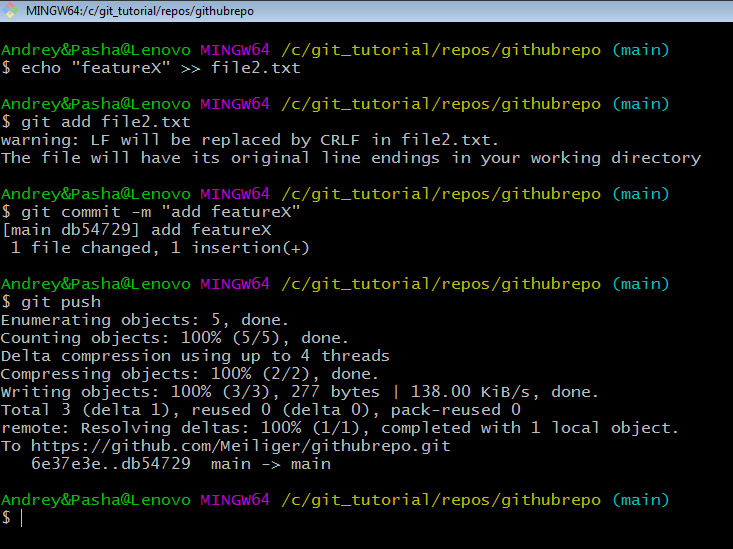 MINGW64:/c/git_tutorial/repos/githubrepo
Andrey&Pasha@Lenovo MINGW64 /c/git_tutorial/repos/githubrepo (main)
$ echo "featureX" >> file2.txt
Andrey&Pasha@Lenovo MINGW64 /c/git_tutorial/repos/githubrepo (main)
$ git add file2.txt
warning: LF will be replaced by CRLF in file2.txt.
The file will have its original line endings in your working directory
Andrey&Pasha@Lenovo MINGW64 /c/git_tutorial/repos/githubrepo (main)
$ git commit -m "add featureX"
[main db54729] add featureX
 1 file changed, 1 insertion(+)
Andrey&Pasha@Lenovo MINGW64 /c/git_tutorial/repos/githubrepo (main)
$ git push
Enumerating objects: 5, done.
Counting objects: 100% (5/5), done.
Delta compression using up to 4 threads
Compressing objects: 100% (2/2), done.
Writing objects: 100% (3/3), 277 bytes | 138.00 KiB/s, done.
Total 3 (delta 1), reused 0 (delta 0), pack-reused 0
remote: Resolving deltas: 100% (1/1), completed with 1 local object.
To https://github.com/Meiliger/githubrepo.git
   6e37e3e..db54729  main -> main
Andrey&Pasha@Lenovo MINGW64 /c/git_tutorial/repos/githubrepo (main)
$